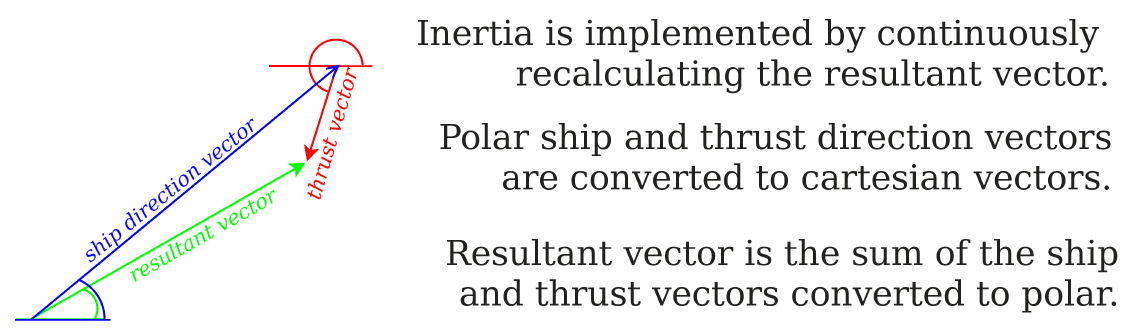 Inertia is implemented by continuously
recalculating the resultant vector.
Polar ship and thrust direction vectors
are converted to cartesian vectors.
Resultant vector is the sum of the ship
and thrust vectors converted to polar.
ship direction vector
resultant vector
thrust vector